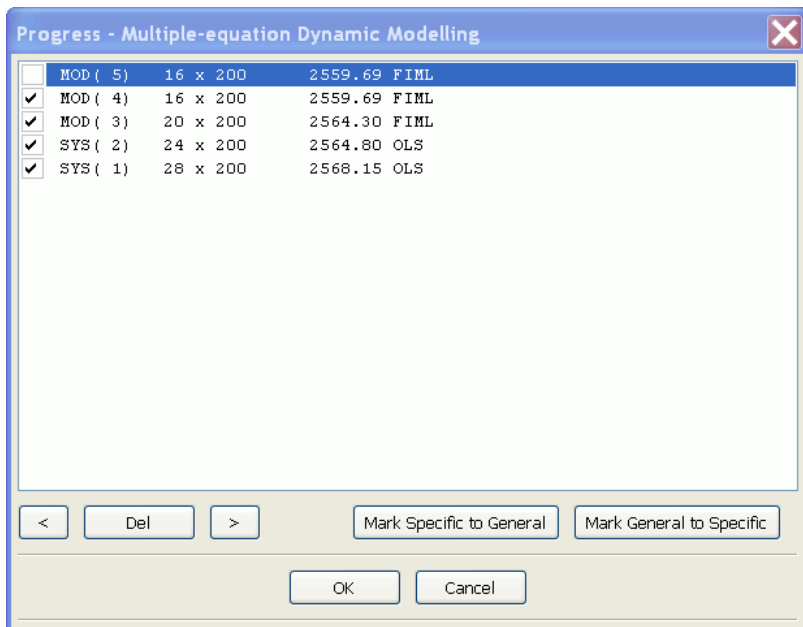 Progress - Multiple-equation Dynamic Modelling
MOD( 5) 16 x 200 2559.69 FIML
MOD( 4) 16 x 200 2559.69 FIML
MOD( 3) 20 x 200 2564.30 FIML
SYS( 2) 24 x 200 2564.80 OLS
SYS( 1) 28 x 200 2568.15 OLS
< Del > Mark Specific to General Mark General to Specific
OK Cancel